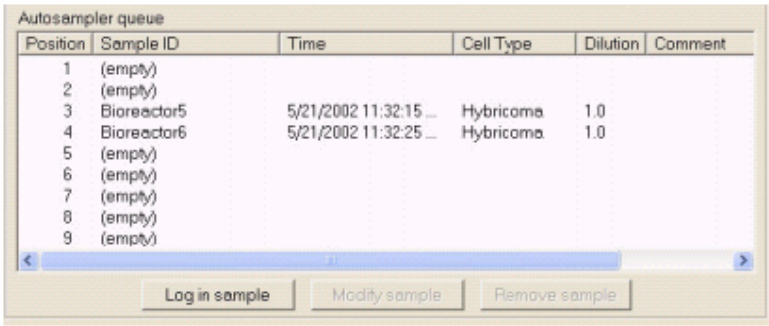 Autosampler queue
Position Sample ID Time Cell Type Dilution Comment
1 (empty)
2 (empty)
3 Bioreactor5 5/21/2002 11:32:15 ... Hybricoma 1.0
4 Bioreactor6 5/21/2002 11:32:25 ... Hybricoma 1.0
5 (empty)
6 (empty)
7 (empty)
8 (empty)
9 (empty)
Log in sample Modify sample Remove sample